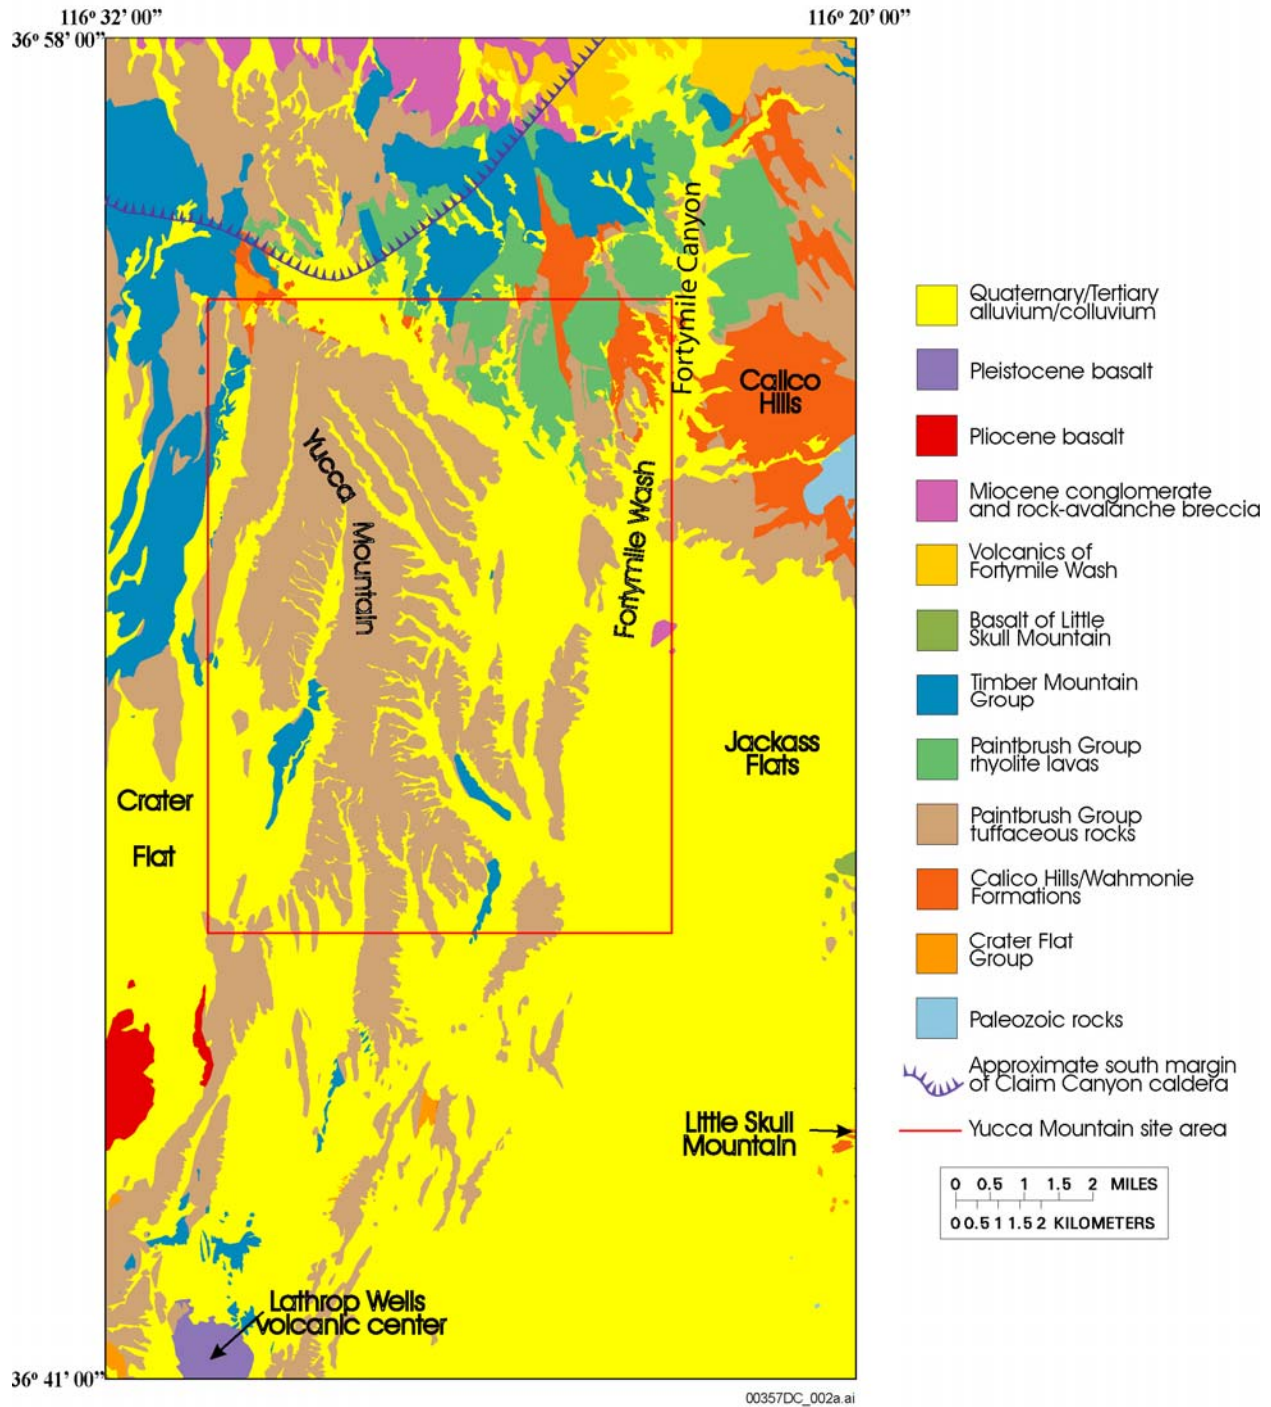 116º 32' 00”
116º 20' 00”
36º 58' 00”
Fortymile Canyon
Calico
Hills
Yucca
Mountain
Fortymile Wash
Jackass
Flats
Crater
Flat
Little Skull
Mountain
Lathrop Wells
volcanic center
36º 41' 00”
Quaternary/Tertiary
alluvium/colluvium
Pleistocene basalt
Pliocene basalt
Miocene conglomerate
and rock-avalanche breccia
Volcanics of
Fortymile Wash
Basalt of Little
Skull Mountain
Timber Mountain
Group
Paintbrush Group
rhyolite lavas
Paintbrush Group
tuffaceous rocks
Calico Hills/Wahmonie
Formations
Crater Flat
Group
Paleozoic rocks
Approximate south margin
of Claim Canyon caldera
Yucca Mountain site area
0 0.5 1 1.5 2 MILES
0 0.5 1 1.5 2 KILOMETERS
00357DC_002a.ai